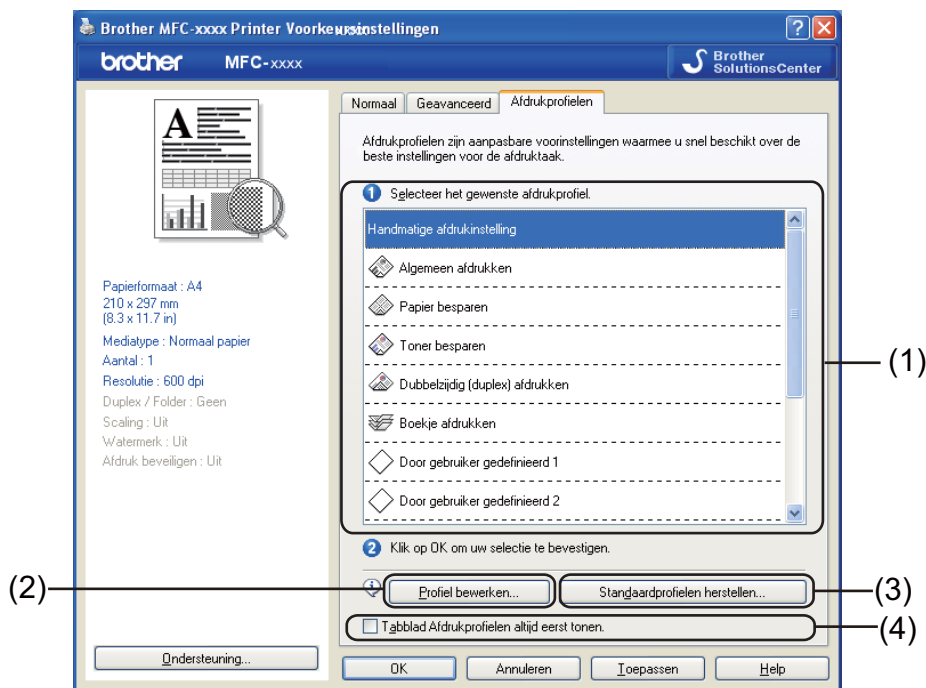 Brother MFC-xxxx Printer Voorkeursinstellingen
brother MFC-xxxx
Brother
SolutionsCenter
Normaal Geavanceerd Afdrukprofielen
Afdrukprofielen zijn aanpasbare voorinstellingen waarmee u snel beschikt over de
beste instellingen voor de afdruktaak.
A
1 Selecteer het gewenste afdrukprofiel.
Handmatige afdrukinstelling
Algemeen afdrukken
Papier besparen
Toner besparen
Dubbelzijdig (duplex) afdrukken
Boekje afdrukken
Door gebruiker gedefinieerd 1
Door gebruiker gedefinieerd 2
(1)
Papierformaat : A4
210 x 297 mm
(8.3 x 11.7 in)
Mediatype : Normaal papier
Aantal : 1
Resolutie : 600 dpi
Duplex / Folder : Geen
Scaling : Uit
Watermerk : Uit
Afdruk beveiligen : Uit
2 Klik op OK om uw selectie te bevestigen.
(2) Profiel bewerken... Standaardprofielen herstellen... (3)
Tabblad Afdrukprofielen altijd eerst tonen. (4)
Ondersteuning... OK Annuleren Toepassen Help